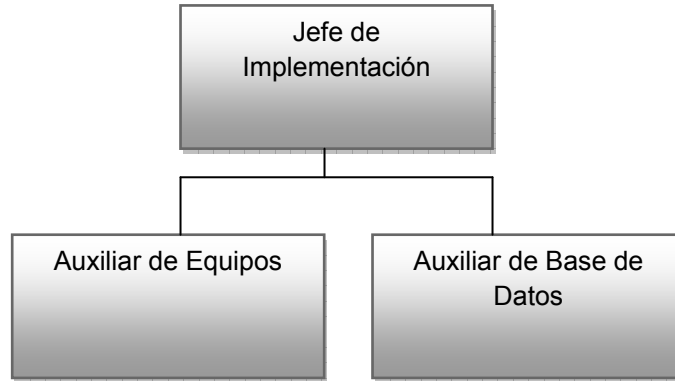 Jefe de
Implementación
Auxiliar de Equipos
Auxiliar de Base de
Datos